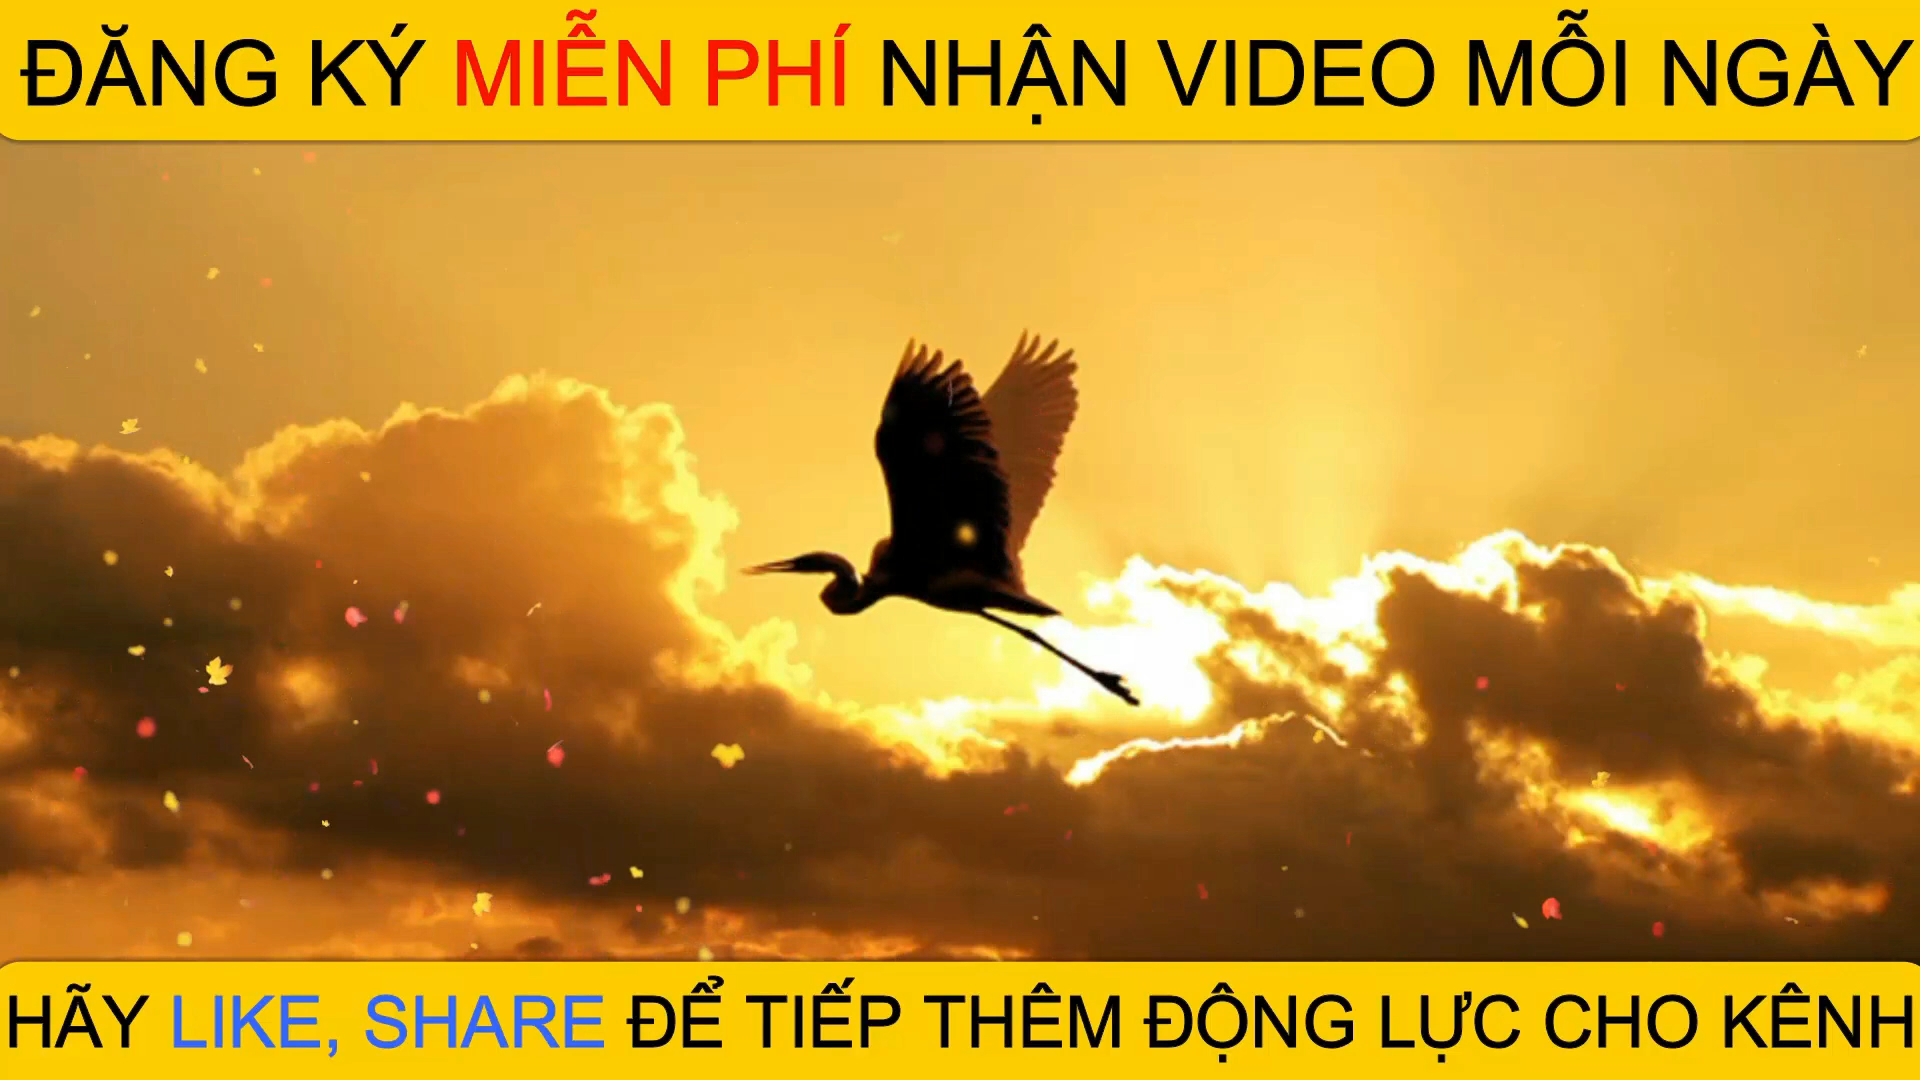 ĐĂNG KÝ MIỄN PHÍ NHẬN VIDEO MỖI NGÀY
HÃY LIKE, SHARE ĐỂ TIẾP THÊM ĐỘNG LỰC CHO KÊNH